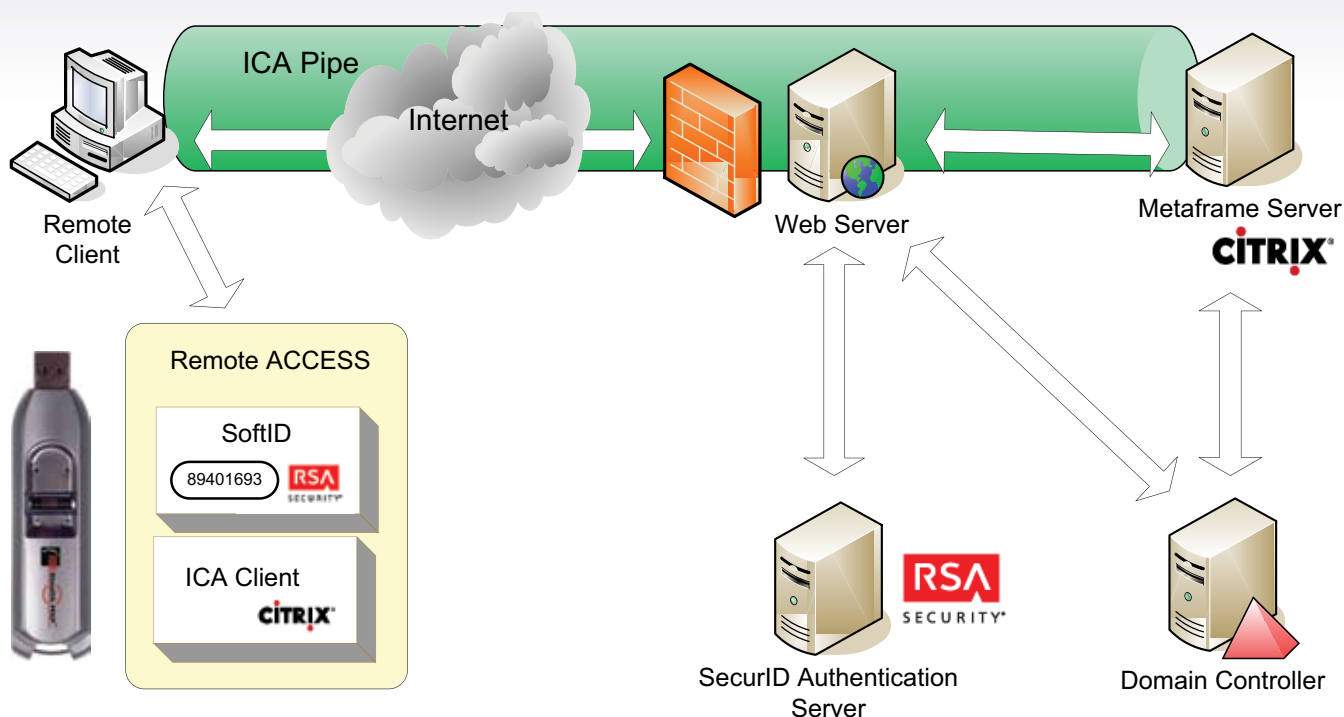 ICA Pipe
Internet
Remote
Client
Web Server
Metaframe Server
CITRIX®
Remote ACCESS
SoftID
89401693
RSA
SECURITY®
ICA Client
CITRIX®
RSA
SECURITY®
SecurID Authentication
Server
Domain Controller